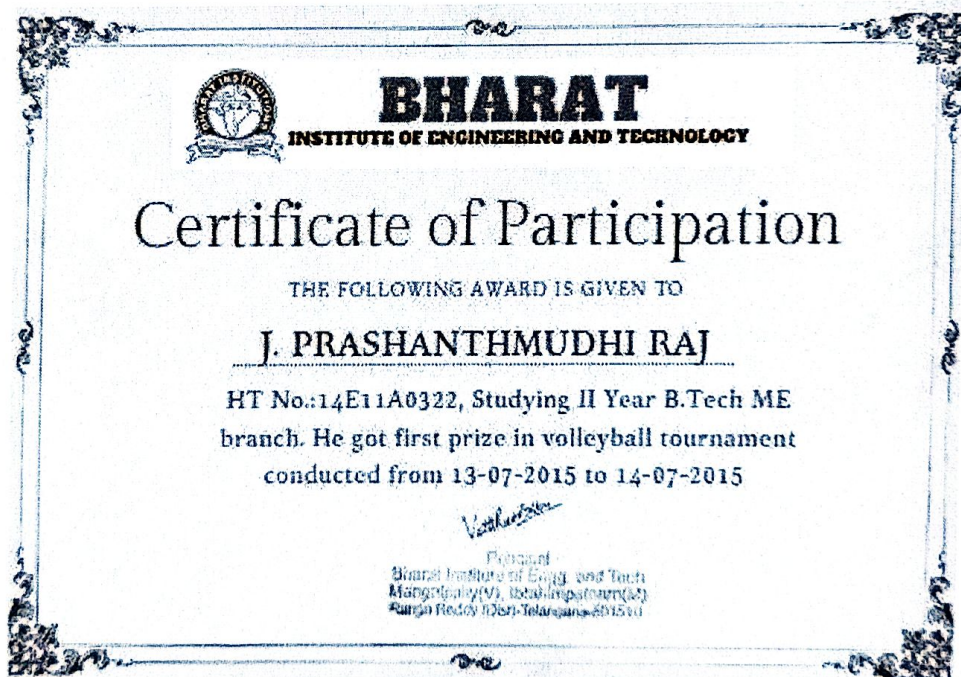 BHARAT
INSTITUTE OF ENGINEERING AND TECHNOLOGY
Certificate of Participation
THE FOLLOWING AWARD IS GIVEN TO
J. PRASHANTHMUDHI RAJ
HT No.:14E11A0322, Studying II Year B.Tech ME
branch. He got first prize in volleyball tournament
conducted from 13-07-2015 to 14-07-2015
Principal
Bharat Institute of Engg. and Tech
Ranga Reddy (Dist)-Telangana-501510